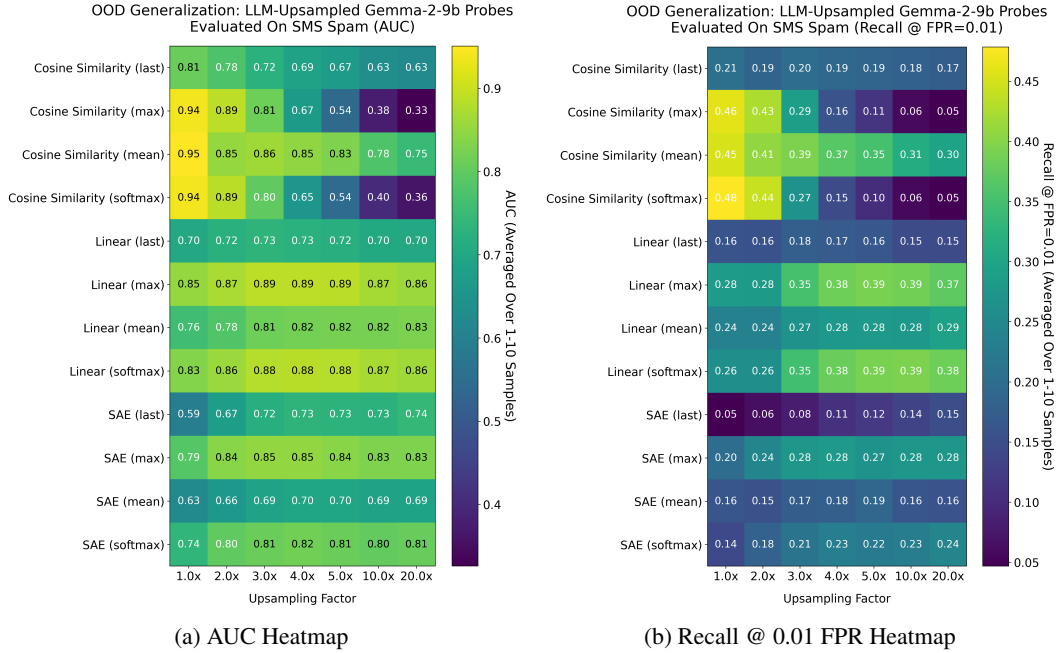 OOD Generalization: LLM-Upsampled Gemma-2-9b Probes
Evaluated On SMS Spam (AUC)
Cosine Similarity (last) 0.81 0.78 0.72 0.69 0.67 0.63 0.63
Cosine Similarity (max) 0.94 0.89 0.81 0.67 0.54 0.38 0.33
Cosine Similarity (mean) 0.95 0.85 0.86 0.85 0.83 0.78 0.75
Cosine Similarity (softmax) 0.94 0.89 0.80 0.65 0.54 0.40 0.36
Linear (last) 0.70 0.72 0.73 0.73 0.72 0.70 0.70
Linear (max) 0.85 0.87 0.89 0.89 0.89 0.87 0.86
Linear (mean) 0.76 0.78 0.81 0.82 0.82 0.82 0.83
Linear (softmax) 0.83 0.86 0.88 0.88 0.88 0.87 0.86
SAE (last) 0.59 0.67 0.72 0.73 0.73 0.73 0.74
SAE (max) 0.79 0.84 0.85 0.85 0.84 0.83 0.83
SAE (mean) 0.63 0.66 0.69 0.70 0.70 0.69 0.69
SAE (softmax) 0.74 0.80 0.81 0.82 0.81 0.80 0.81
1.0x 2.0x 3.0x 4.0x 5.0x 10.0x 20.0x
Upsampling Factor
0.9
0.8
0.7
0.6
0.5
0.4
AUC (Averaged Over 1-10 Samples)
(a) AUC Heatmap
OOD Generalization: LLM-Upsampled Gemma-2-9b Probes
Evaluated On SMS Spam (Recall @ FPR=0.01)
Cosine Similarity (last) 0.21 0.19 0.20 0.19 0.19 0.18 0.17
Cosine Similarity (max) 0.46 0.43 0.29 0.16 0.11 0.06 0.05
Cosine Similarity (mean) 0.45 0.41 0.39 0.37 0.35 0.31 0.30
Cosine Similarity (softmax) 0.48 0.44 0.27 0.15 0.10 0.06 0.05
Linear (last) 0.16 0.16 0.18 0.17 0.16 0.15 0.15
Linear (max) 0.28 0.28 0.35 0.38 0.39 0.39 0.37
Linear (mean) 0.24 0.24 0.27 0.28 0.28 0.28 0.29
Linear (softmax) 0.26 0.26 0.35 0.38 0.39 0.39 0.38
SAE (last) 0.05 0.06 0.08 0.11 0.12 0.14 0.15
SAE (max) 0.20 0.24 0.28 0.28 0.27 0.28 0.28
SAE (mean) 0.16 0.15 0.17 0.18 0.19 0.16 0.16
SAE (softmax) 0.14 0.18 0.21 0.23 0.22 0.23 0.24
1.0x 2.0x 3.0x 4.0x 5.0x 10.0x 20.0x
Upsampling Factor
0.45
0.40
0.35
0.30
0.25
0.20
0.15
0.10
0.05
Recall @ FPR=0.01 (Averaged Over 1-10 Samples)
(b) Recall @ 0.01 FPR Heatmap